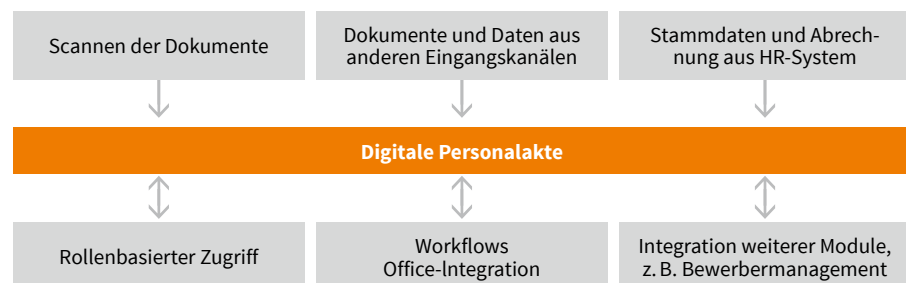 Scannen der Dokumente
Dokumente und Daten aus
anderen Eingangskanälen
Stammdaten und Abrech-
nung aus HR-System
Digitale Personalakte
Rollenbasierter Zugriff
Workflows
Office-Integration
Integration weiterer Module,
z. B. Bewerbermanagement